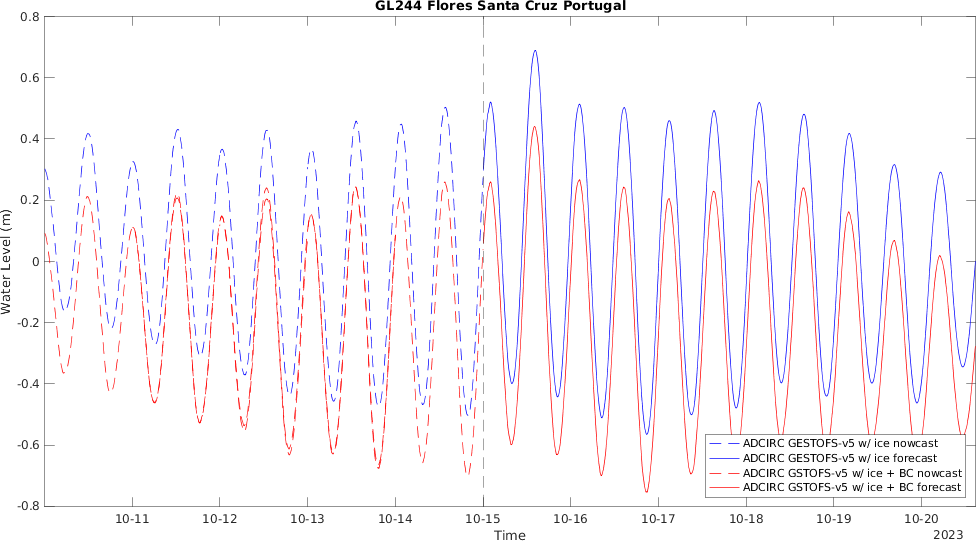 GL244 Flores Santa Cruz Portugal
0.8
0.6
0.4
0.2
0
-0.2
-0.4
-0.6
-0.8
Water Level (m)
ADCIRC GESTOFS-v5 w/ ice nowcast
ADCIRC GESTOFS-v5 w/ ice forecast
ADCIRC GSTOFS-v5 w/ ice + BC nowcast
ADCIRC GSTOFS-v5 w/ ice + BC forecast
10-11 10-12 10-13 10-14 10-15 10-16 10-17 10-18 10-19 10-20
Time
2023